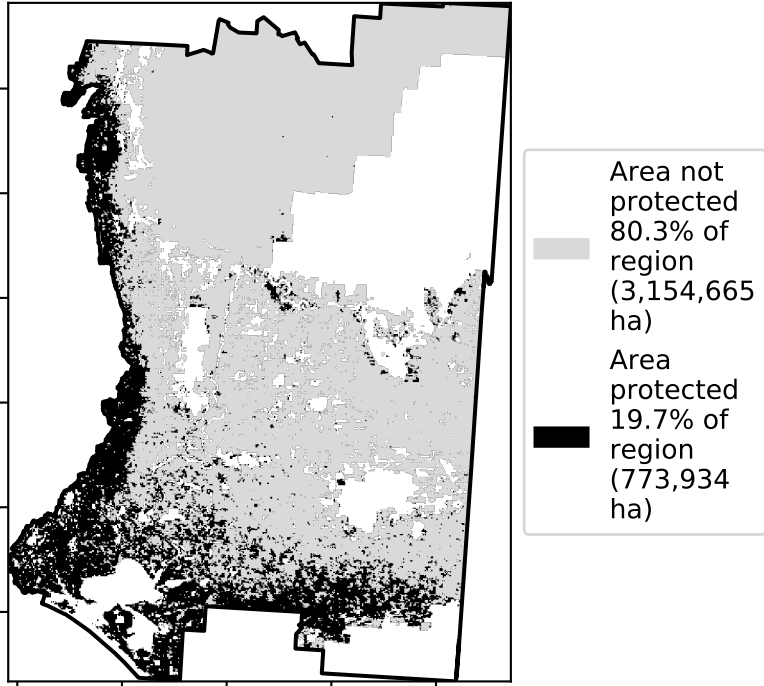 Area not
protected
80.3% of
region
(3,154,665
ha)
Area
protected
19.7% of
region
(773,934
ha)